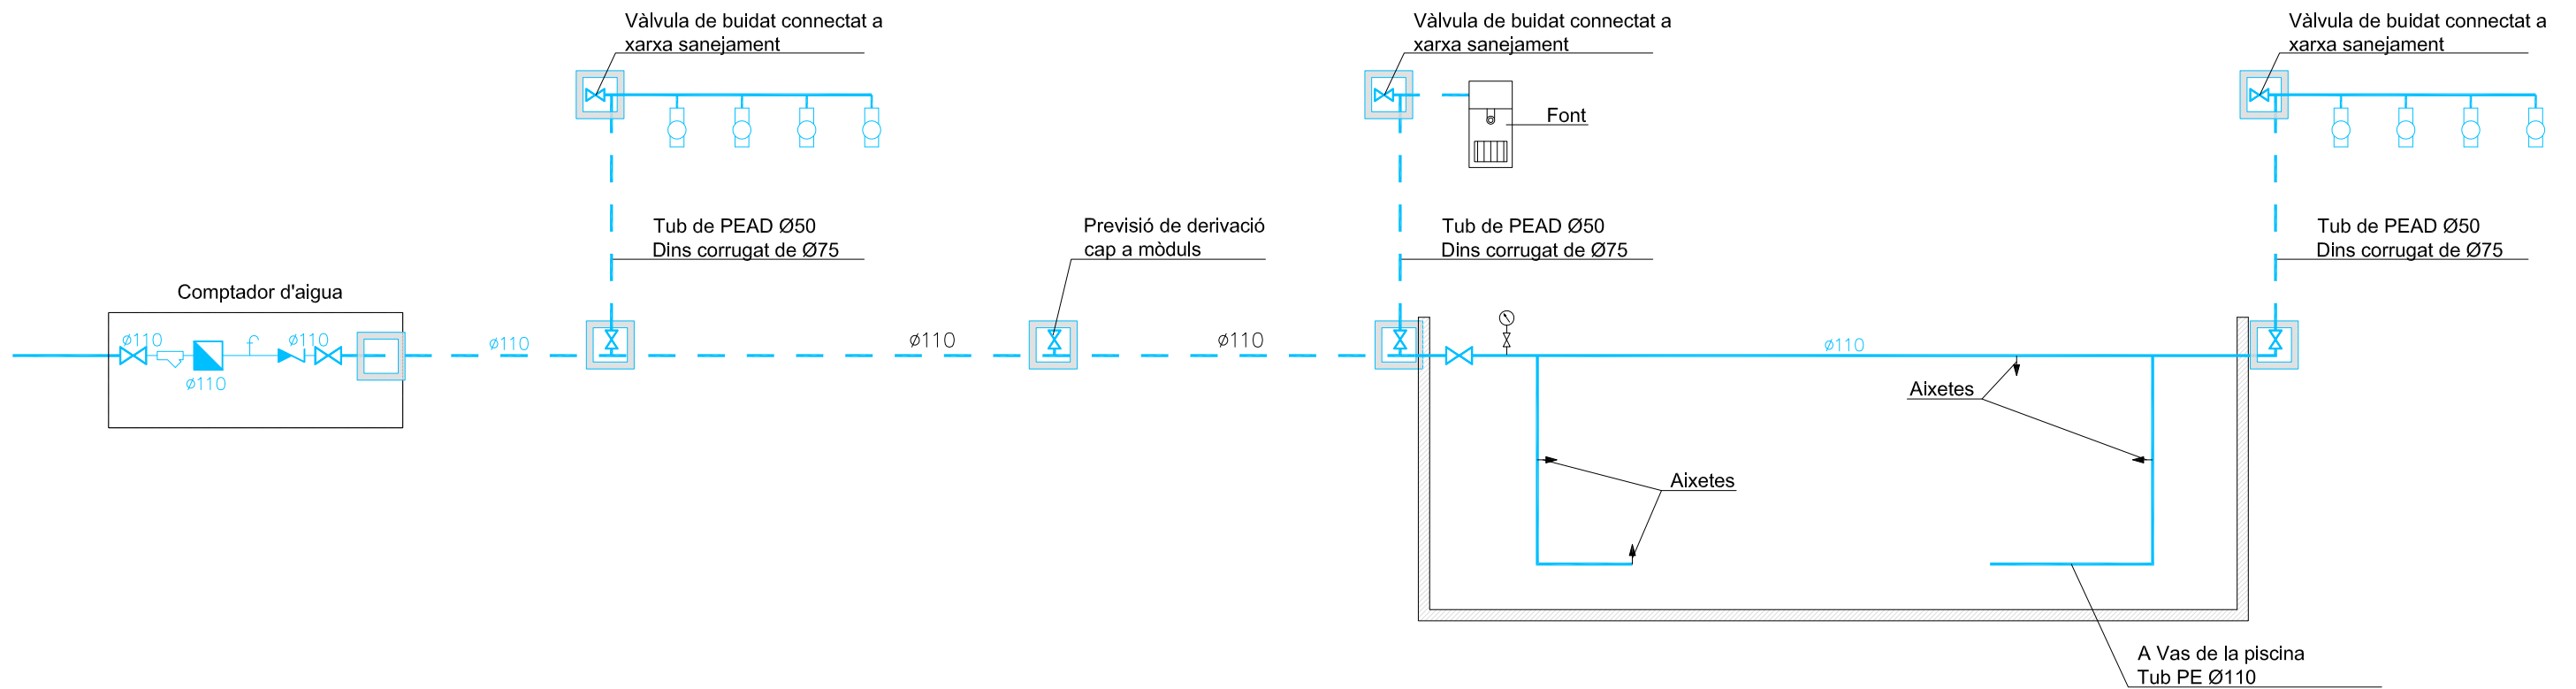 Vàlvula de buidat connectat a
xarxa sanejament
Vàlvula de buidat connectat a
xarxa sanejament
Vàlvula de buidat connectat a
xarxa sanejament
Font
Tub de PEAD Ø50
Dins corrugat de Ø75
Previsió de derivació
cap a mòduls
Tub de PEAD Ø50
Dins corrugat de Ø75
Tub de PEAD Ø50
Dins corrugat de Ø75
Comptador d'aigua
ø110
ø110
ø110
ø110
ø110
ø110
ø110
Aixetes
Aixetes
A Vas de la piscina
Tub PE Ø110